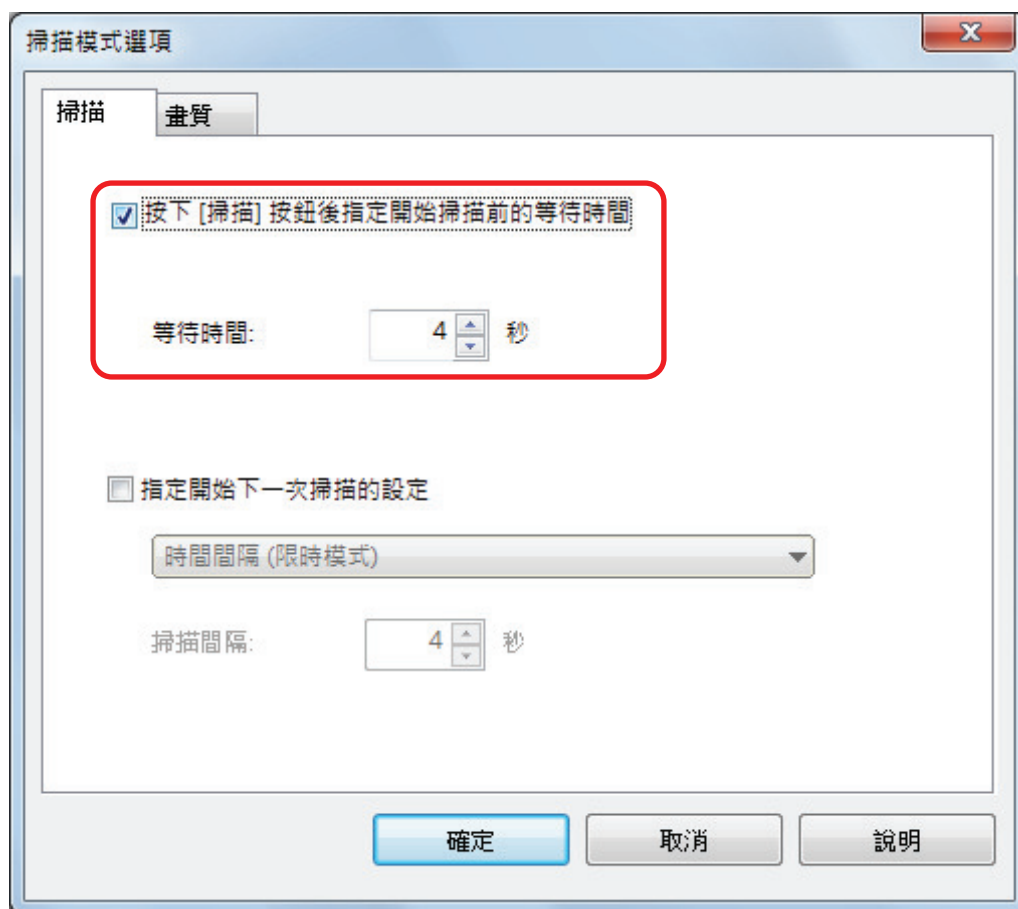 掃描模式選項
掃描 畫質
按下 [掃描] 按鈕後指定開始掃描前的等待時間
等待時間: 4 秒
指定開始下一次掃描的設定
時間間隔 (限時模式)
掃描間隔: 4 秒
確定 取消 說明